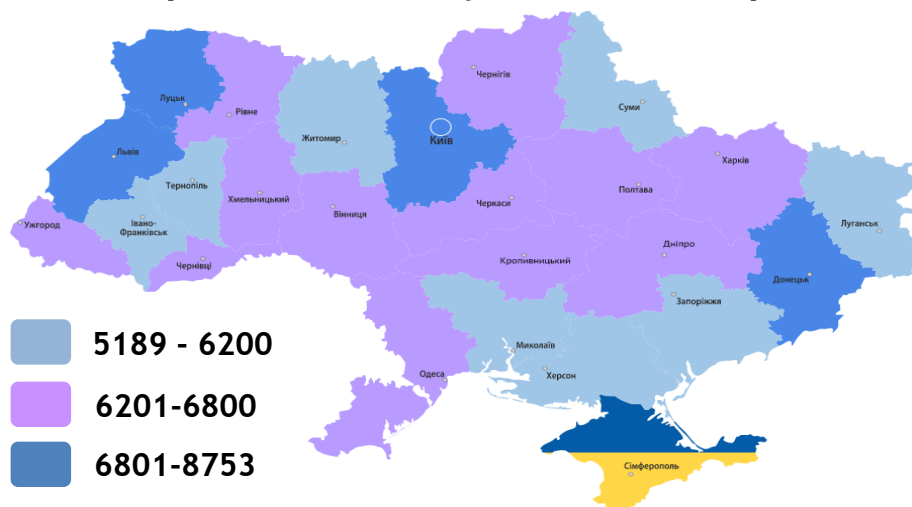 Чернігів
Луцьк
Рівне
Суми
Житомир
Київ
Львів
Харків
Тернопіль
Хмельницький
Полтава
Черкаси
Вінниця
Ужгород
Івано-
Франківськ
Луганськ
Дніпро
Чернівці
Кропивницький
Донецьк
Запоріжжя
Миколаїв
Одеса
Херсон
Сімферополь
5189 - 6200
6201-6800
6801-8753